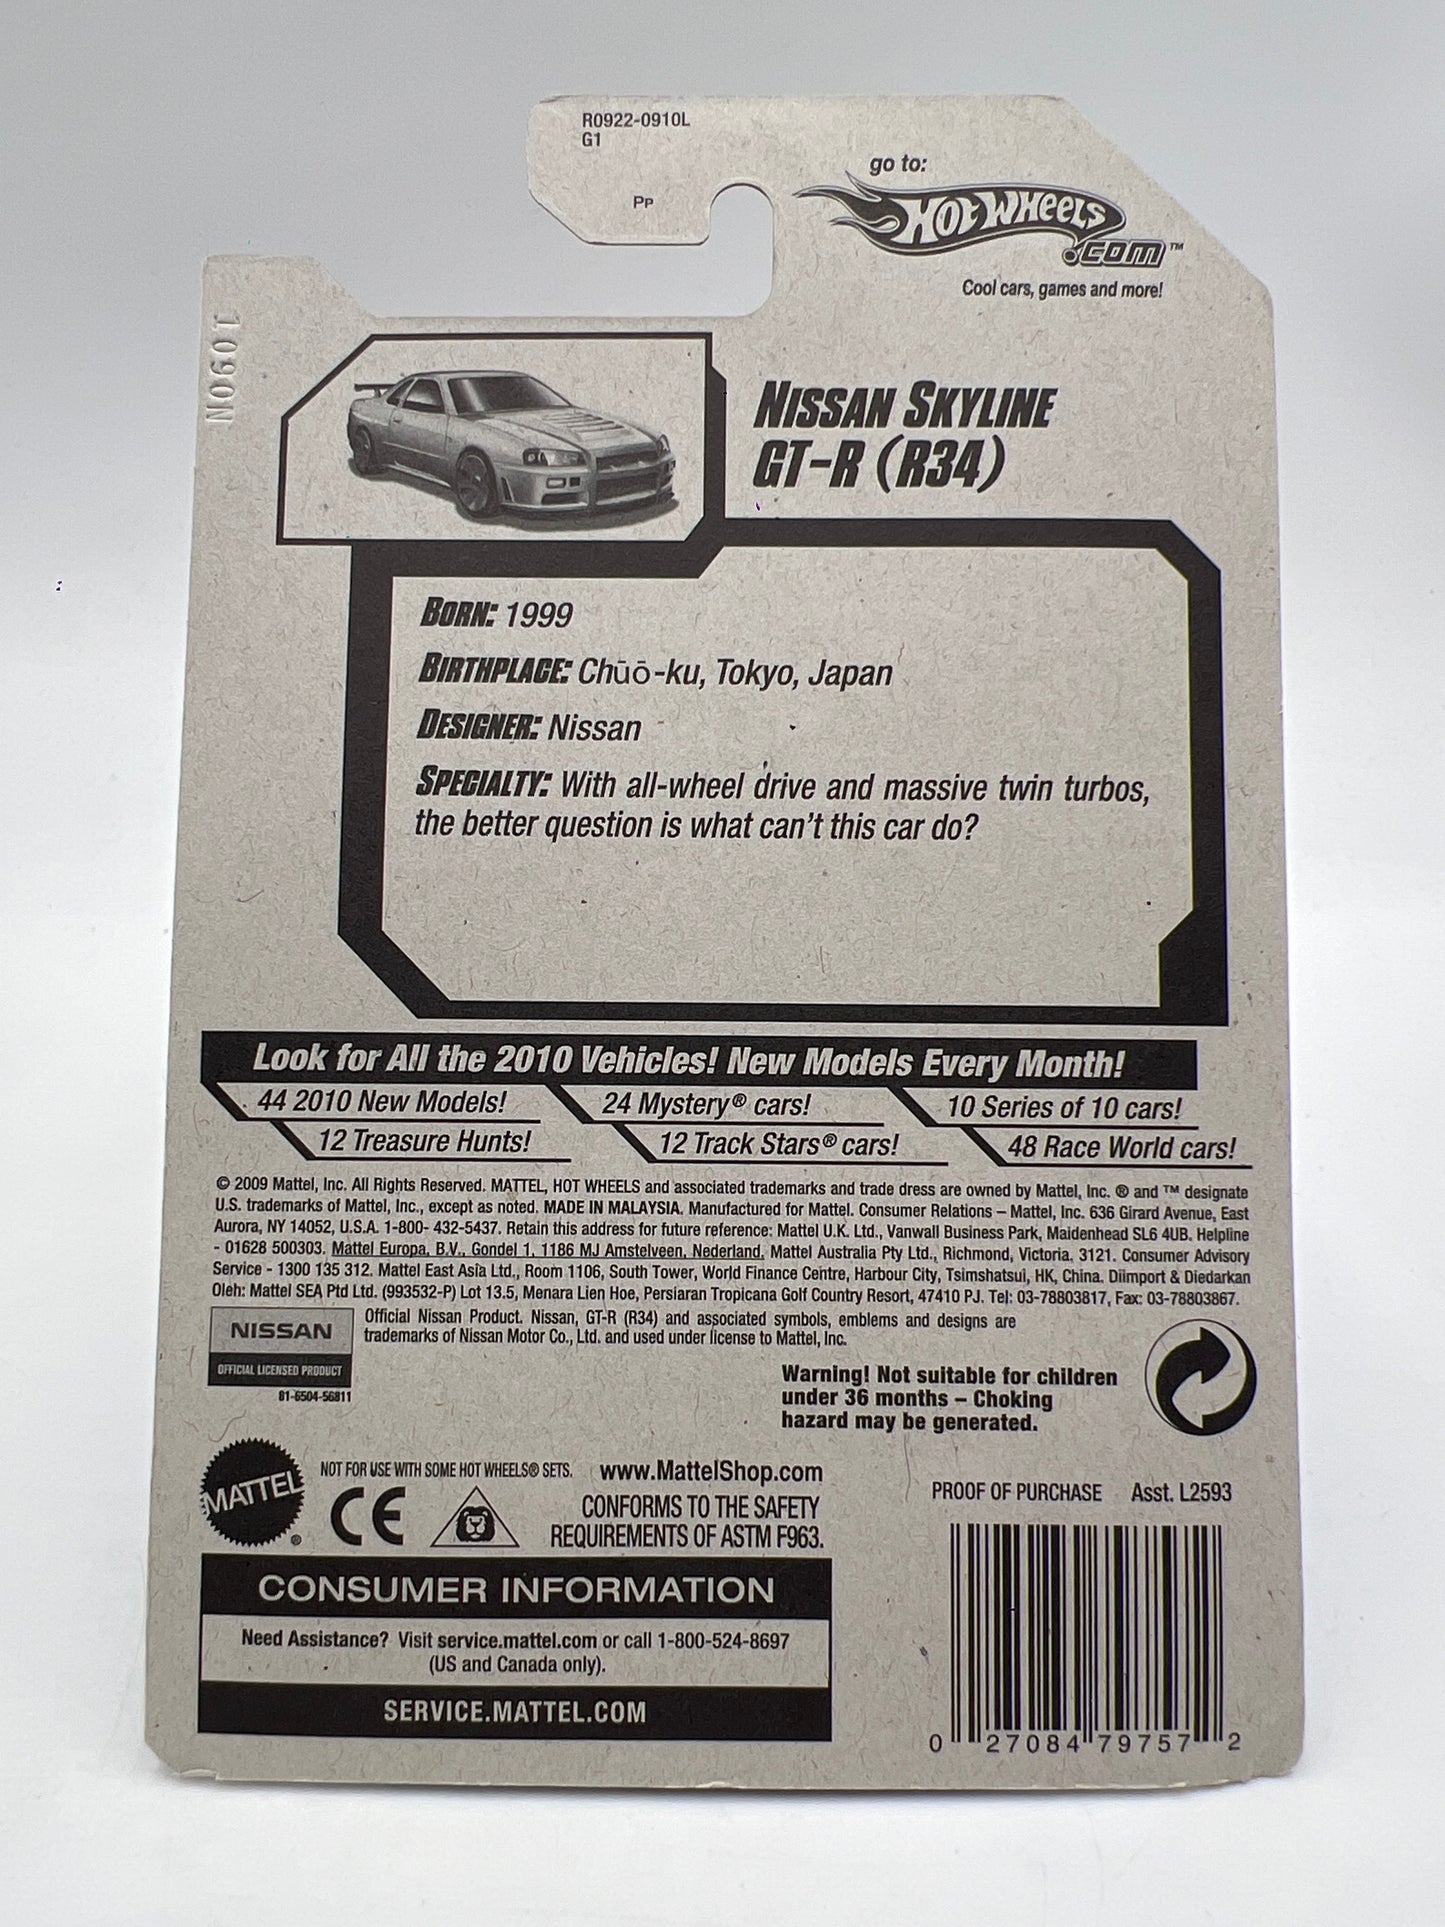 R0922-0910L
G1
PP
go to:
HOT WHEELS
.COM™
Cool cars, games and more!
1090N
NISSAN SKYLINE
GT-R (R34)
BORN: 1999
BIRTHPLACE: Chūō-ku, Tokyo, Japan
DESIGNER: Nissan
SPECIALTY: With all-wheel drive and massive twin turbos,
the better question is what can't this car do?
Look for All the 2010 Vehicles! New Models Every Month!
44 2010 New Models!
24 Mystery® cars!
10 Series of 10 cars!
12 Treasure Hunts!
12 Track Stars® cars!
48 Race World cars!
© 2009 Mattel, Inc. All Rights Reserved. MATTEL, HOT WHEELS and associated trademarks and trade dress are owned by Mattel, Inc. ® and ™ designate
U.S. trademarks of Mattel, Inc., except as noted. MADE IN MALAYSIA. Manufactured for Mattel. Consumer Relations – Mattel, Inc. 636 Girard Avenue, East
Aurora, NY 14052, U.S.A. 1-800- 432-5437. Retain this address for future reference: Mattel U.K. Ltd., Vanwall Business Park, Maidenhead SL6 4UB. Helpline
- 01628 500303. Mattel Europa, B.V., Gondel 1, 1186 MJ Amstelveen, Nederland. Mattel Australia Pty Ltd., Richmond, Victoria. 3121. Consumer Advisory
Service - 1300 135 312. Mattel East Asia Ltd., Room 1106, South Tower, World Finance Centre, Harbour City, Tsimshatsui, HK, China. Diimport & Diedarkan
Oleh: Mattel SEA Ptd Ltd. (993532-P) Lot 13.5, Menara Lien Hoe, Persiaran Tropicana Golf Country Resort, 47410 PJ. Tel: 03-78803817, Fax: 03-78803867.
NISSAN
OFFICIAL LICENSED PRODUCT
81-6504-56811
Official Nissan Product. Nissan, GT-R (R34) and associated symbols, emblems and designs are
trademarks of Nissan Motor Co., Ltd. and used under license to Mattel, Inc.
Warning! Not suitable for children
under 36 months – Choking
hazard may be generated.
MATTEL®
NOT FOR USE WITH SOME HOT WHEELS® SETS.
www.MattelShop.com
CE
CONFORMS TO THE SAFETY
REQUIREMENTS OF ASTM F963.
PROOF OF PURCHASE Asst. L2593
CONSUMER INFORMATION
Need Assistance? Visit service.mattel.com or call 1-800-524-8697
(US and Canada only).
SERVICE.MATTEL.COM
0 27084 79757 2